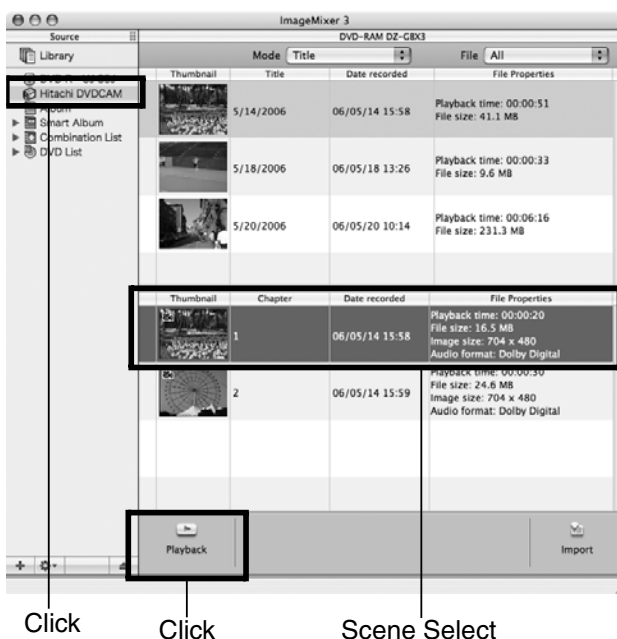 ImageMixer 3
Source
DVD-RAM DZ-GBX3
Library
Mode Title
File All
Hitachi DVDCAM
Album
Smart Album
Combination List
DVD List
Thumbnail Title Date recorded File Properties
5/14/2006 06/05/14 15:58 Playback time: 00:00:51
File size: 41.1 MB
5/18/2006 06/05/18 13:26 Playback time: 00:00:33
File size: 9.6 MB
5/20/2006 06/05/20 10:14 Playback time: 00:06:16
File size: 231.3 MB
Thumbnail Chapter Date recorded File Properties
1 06/05/14 15:58 Playback time: 00:00:20
File size: 16.5 MB
Image size: 704 x 480
Audio format: Dolby Digital
2 06/05/14 15:59 Playback time: 00:00:30
File size: 24.6 MB
Image size: 704 x 480
Audio format: Dolby Digital
Playback
Import
Click
Click
Scene Select